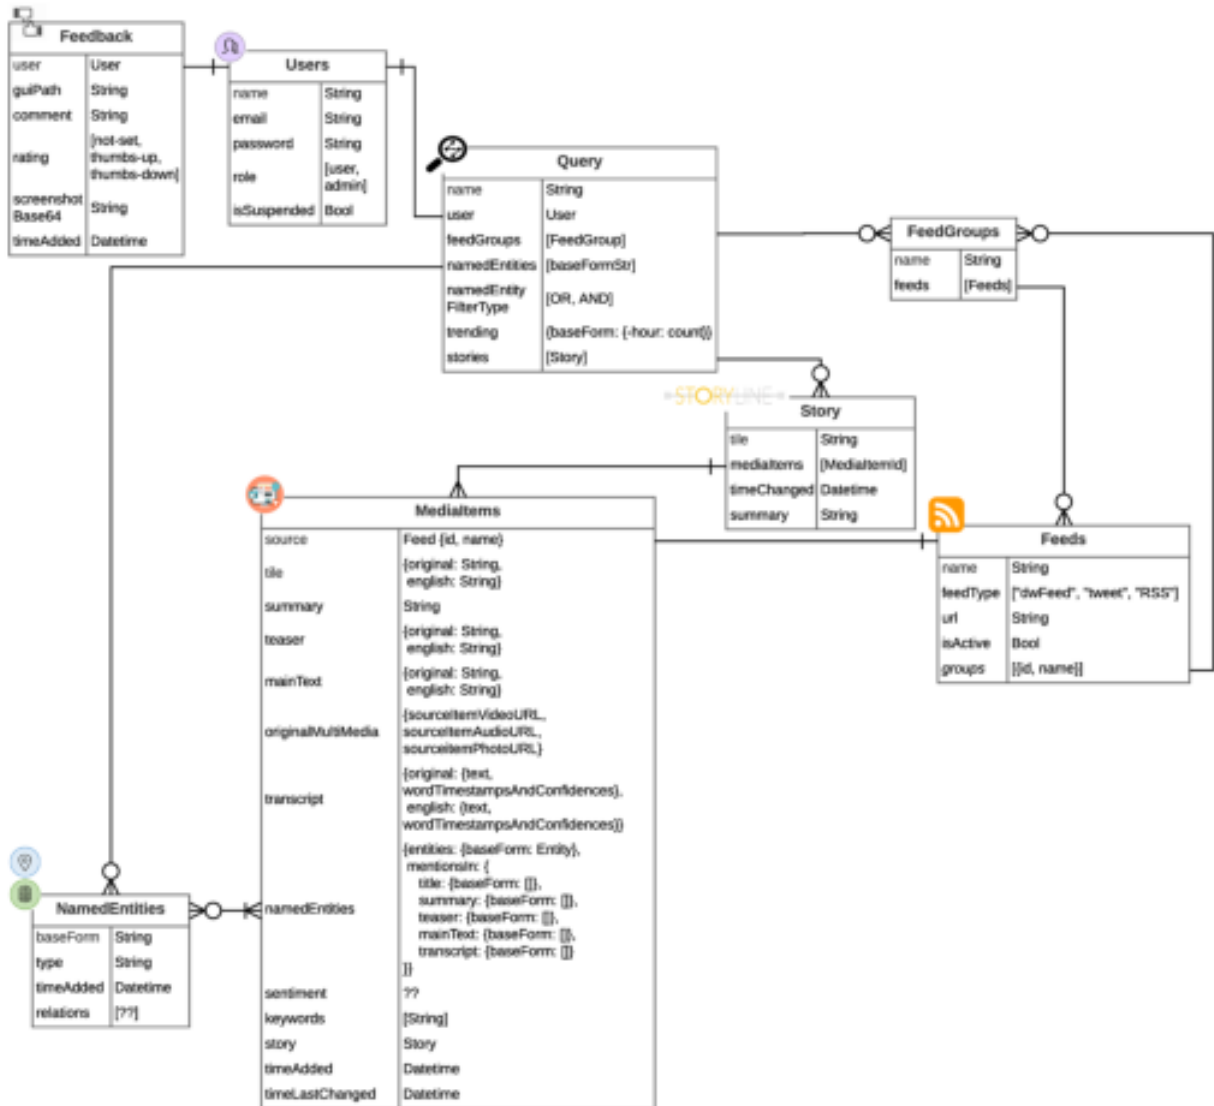 Feedback
user User
guiPath String
comment String
rating [not-set,
thumbs-up,
thumbs-down]
screenshot
Base64 String
timeAdded Datetime
Users
name String
email String
password String
role [user,
admin]
isSuspended Bool
Query
name String
user User
feedGroups [FeedGroup]
namedEntities [baseFormStr]
namedEntity
FilterType [OR, AND]
trending {baseForm: {-hour: count}}
stories [Story]
FeedGroups
name String
feeds [Feeds]
STORYLINE
Story
tile String
mediaItems [MediaItemId]
timeChanged Datetime
summary String
Feeds
name String
feedType ["dwFeed", "tweet", "RSS"]
url String
isActive Bool
groups [{id, name}]
MediaItems
source Feed {id, name}
tile {original: String,
english: String}
summary String
teaser {original: String,
english: String}
mainText {original: String,
english: String}
originalMultiMedia {sourceItemVideoURL,
sourceItemAudioURL,
sourceItemPhotoURL}
transcript {original: {text,
wordTimestampsAndConfidences},
english: {text,
wordTimestampsAndConfidences}}
namedEntities {entities: {baseForm: Entity},
mentionsIn: {
title: {baseForm: []},
summary: {baseForm: []},
teaser: {baseForm: []},
mainText: {baseForm: []},
transcript: {baseForm: []}
]}
sentiment ??
keywords [String]
story Story
timeAdded Datetime
timeLastChanged Datetime
NamedEntities
baseForm String
type String
timeAdded Datetime
relations [??]